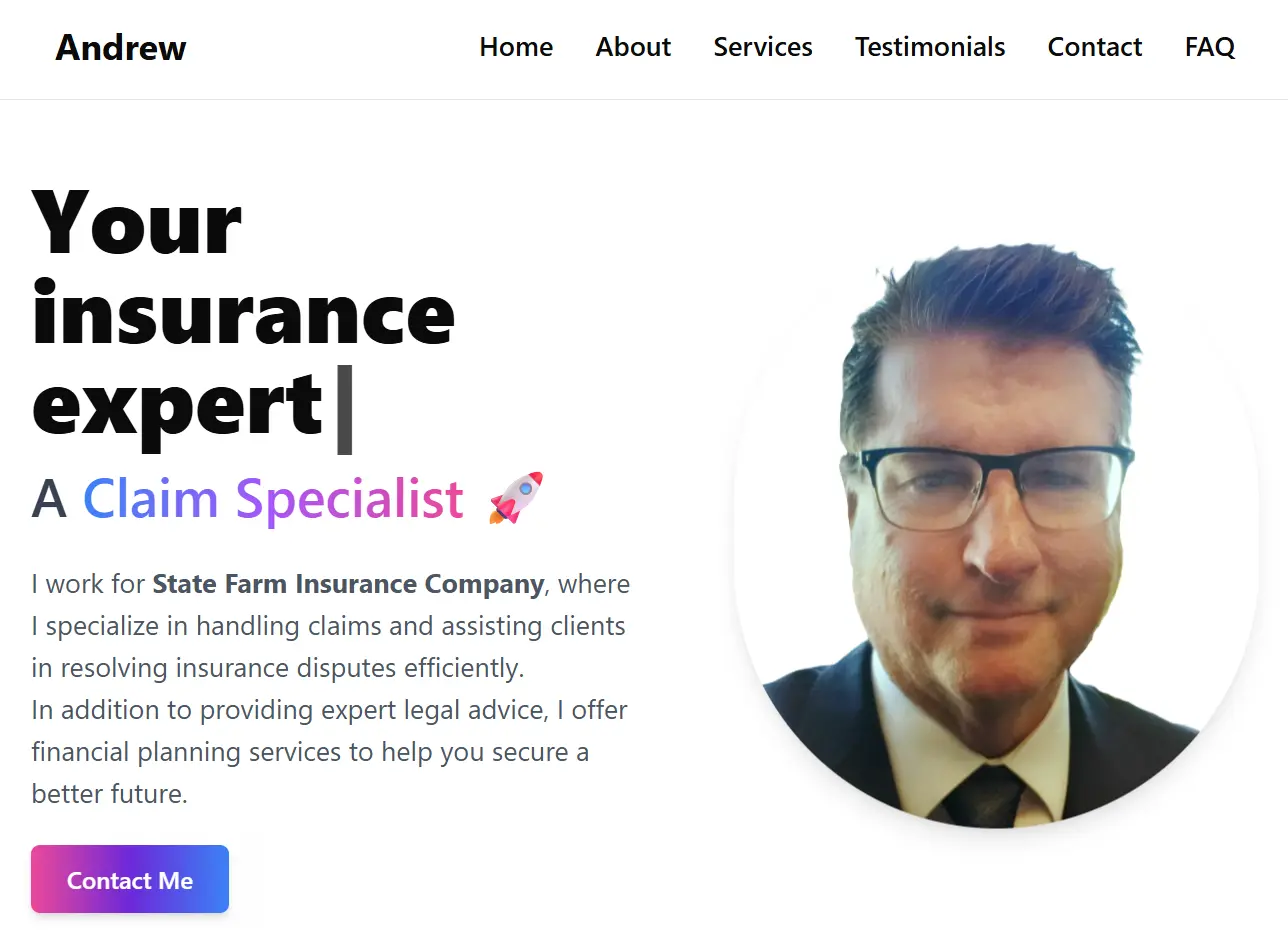 Andrew
Home About Services Testimonials Contact FAQ
Your
insurance
expert|
A Claim Specialist 🚀
I work for State Farm Insurance Company, where
I specialize in handling claims and assisting clients
in resolving insurance disputes efficiently.
In addition to providing expert legal advice, I offer
financial planning services to help you secure a
better future.
Contact Me